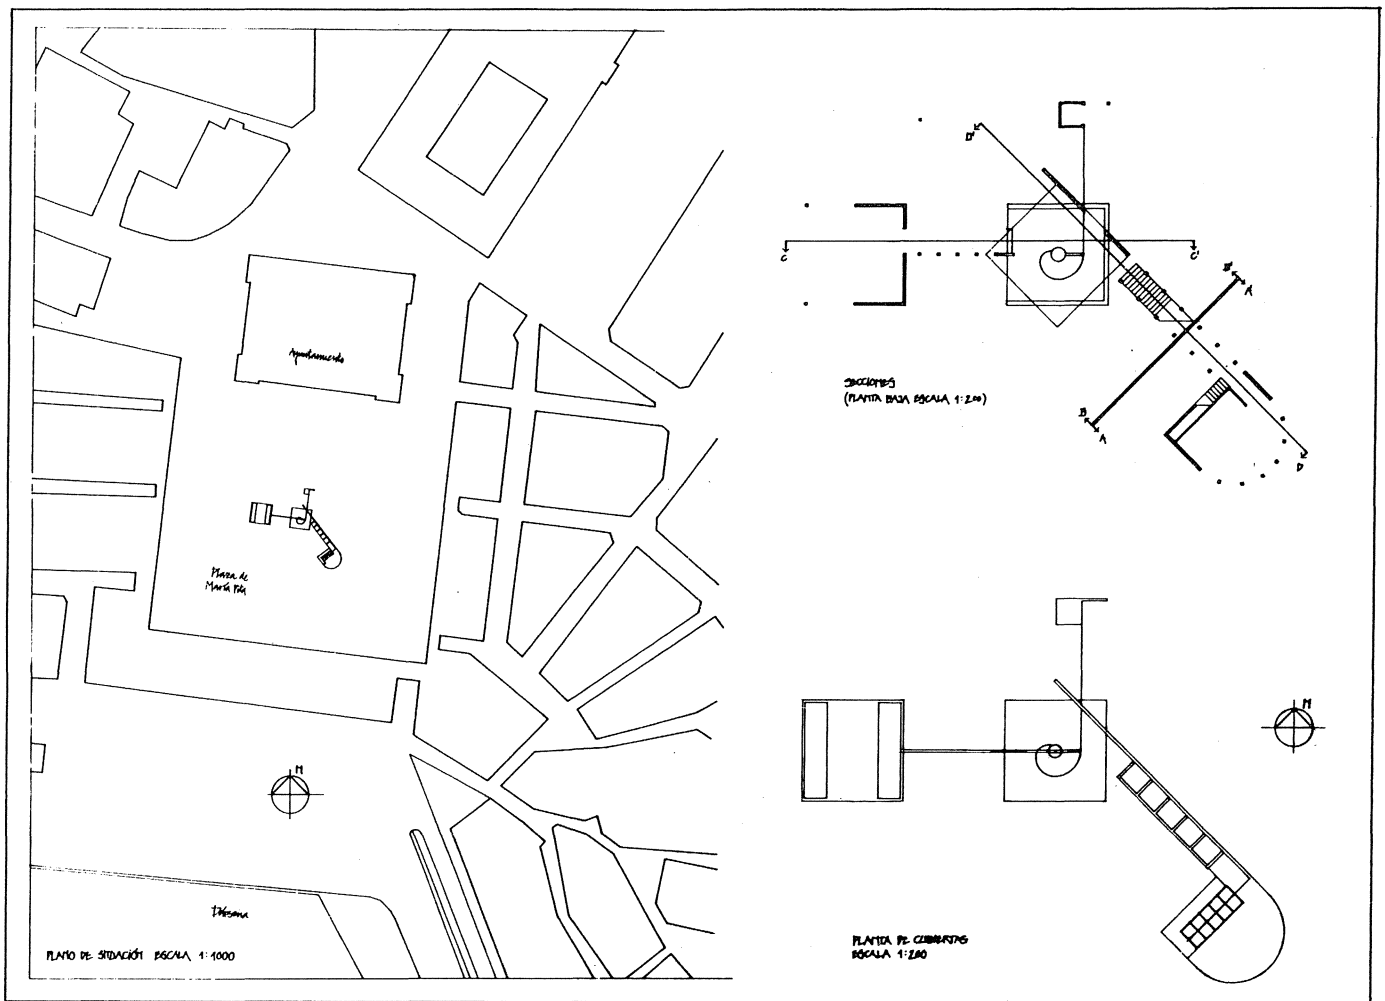 Ayuntamiento
Plaza de
María Pita
N
Dársena
PLANO DE SITUACIÓN ESCALA 1:1000
D'
C
C'
B'
A'
SECCIONES
(PLANTA BAJA ESCALA 1:200)
B
A
D
N
PLANTA DE CUBIERTAS
ESCALA 1:200